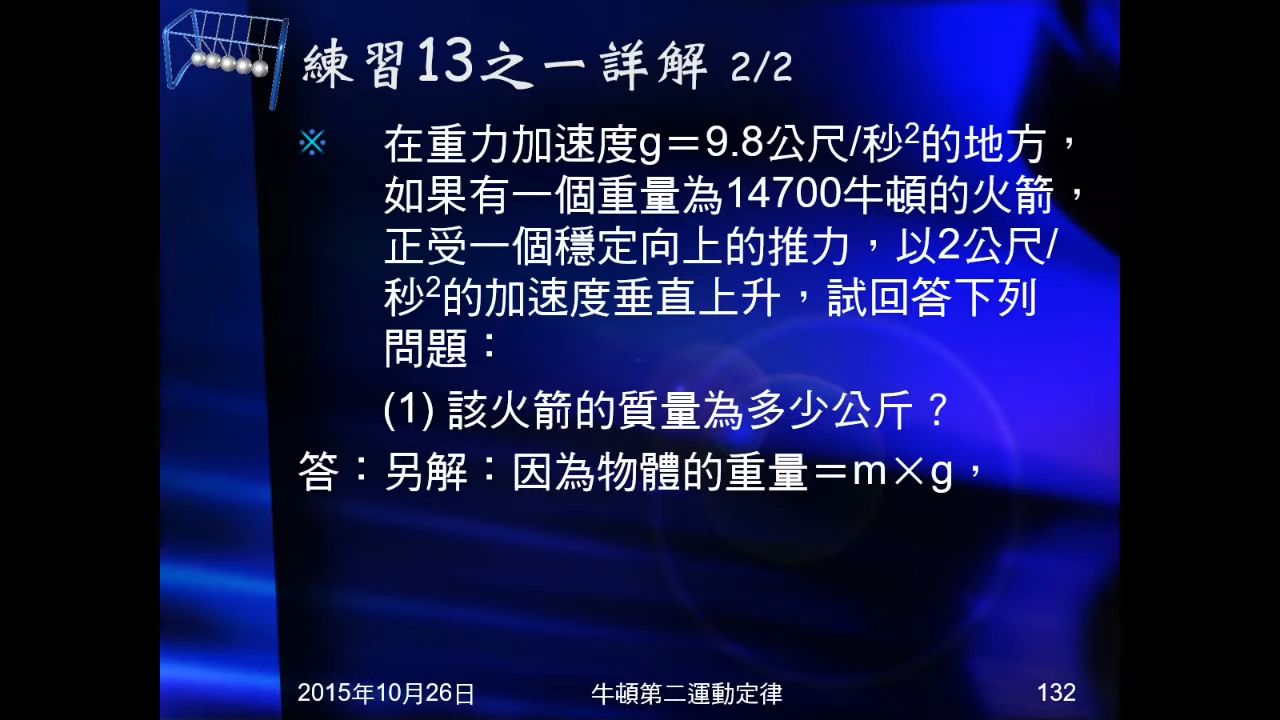 練習13之一詳解 2/2
※ 在重力加速度g＝9.8公尺/秒²的地方，
如果有一個重量為14700牛頓的火箭，
正受一個穩定向上的推力，以2公尺/
秒²的加速度垂直上升，試回答下列
問題：
(1) 該火箭的質量為多少公斤？
答：另解：因為物體的重量＝m×g，
2015年10月26日 牛頓第二運動定律 132